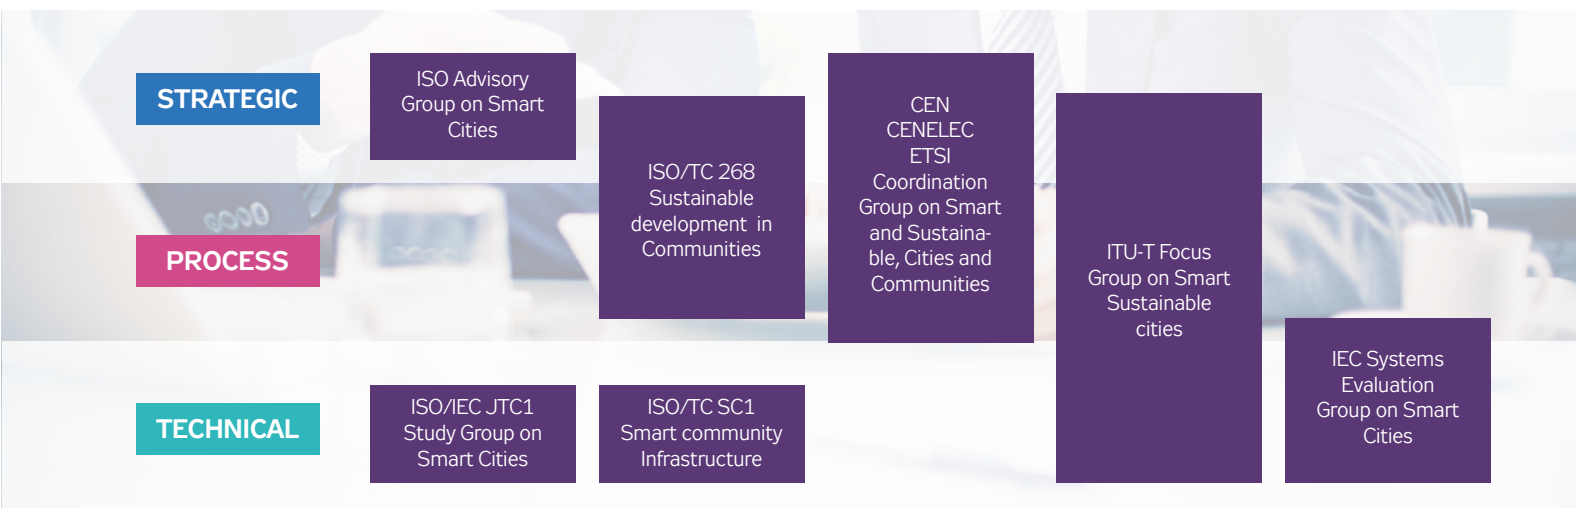 STRATEGIC
ISO Advisory
Group on Smart
Cities
ISO/TC 268
Sustainable
development in
Communities
CEN
CENELEC
ETSI
Coordination
Group on Smart
and Sustaina-
ble, Cities and
Communities
PROCESS
ITU-T Focus
Group on Smart
Sustainable
cities
TECHNICAL
ISO/IEC JTC1
Study Group on
Smart Cities
ISO/TC SC1
Smart community
Infrastructure
IEC Systems
Evaluation
Group on Smart
Cities